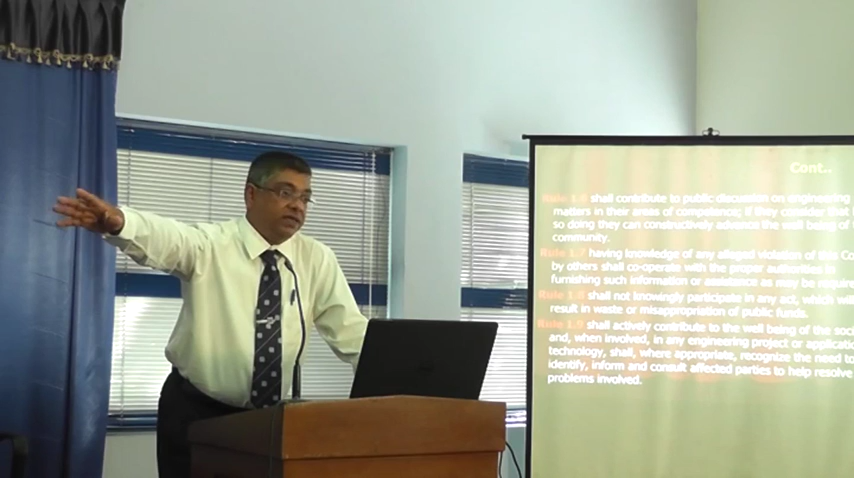 Cont..
Rule 1.6 shall contribute to public discussion on engineering
matters in their areas of competence; if they consider that
so doing they can constructively advance the well being of
community.
Rule 1.7 having knowledge of any alleged violation of this Co
by others shall co-operate with the proper authorities in
furnishing such information or assistance as may be require
Rule 1.8 shall not knowingly participate in any act, which will
result in waste or misappropriation of public funds.
Rule 1.9 shall actively contribute to the well being of the soci
and, when involved, in any engineering project or applicatio
technology, shall, where appropriate, recognize the need to
identify, inform and consult affected parties to help resolve
problems involved.